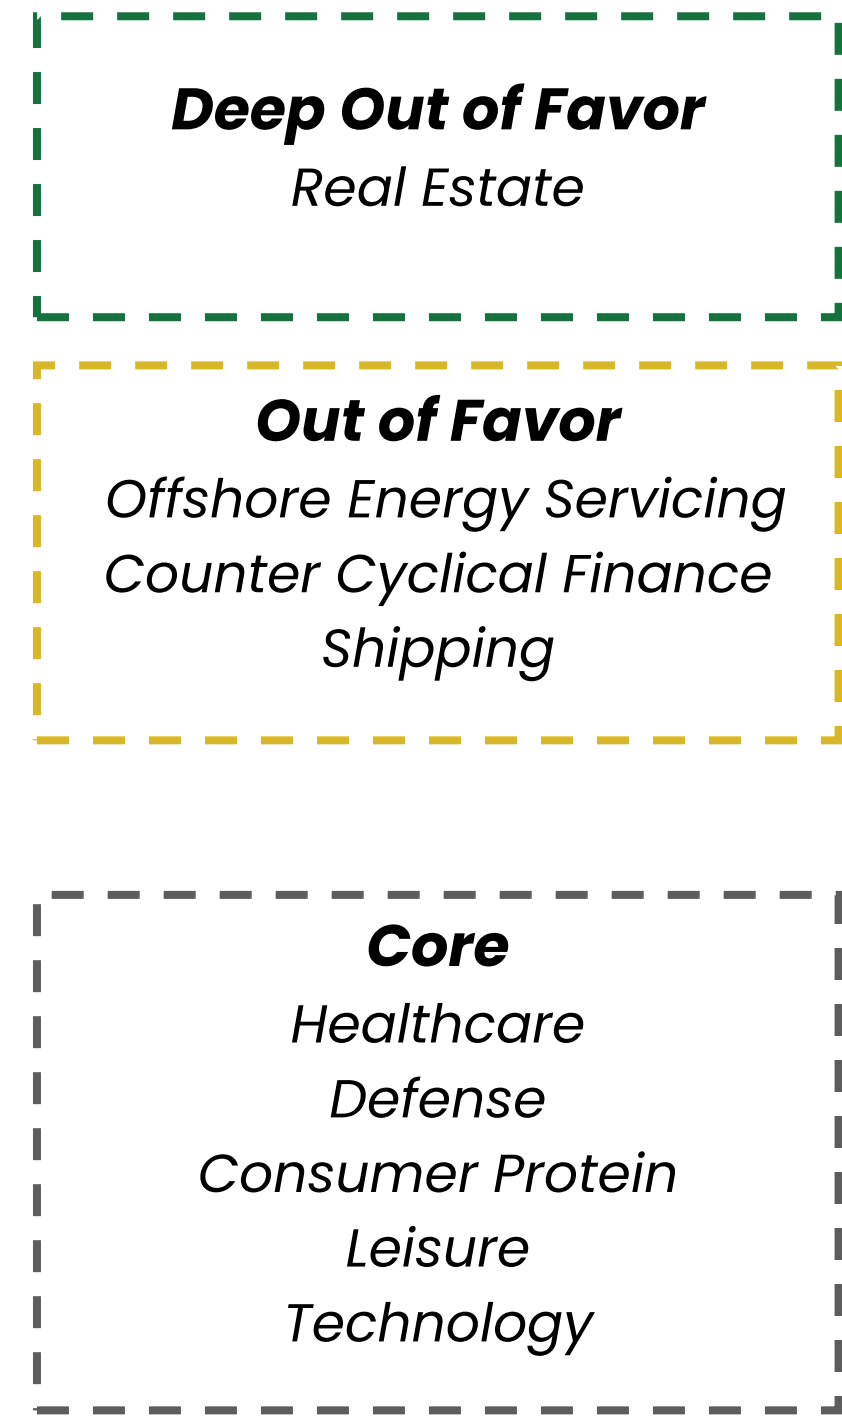 Deep Out of Favor
Real Estate
Out of Favor
Offshore Energy Servicing
Counter Cyclical Finance
Shipping
Core
Healthcare
Defense
Consumer Protein
Leisure
Technology